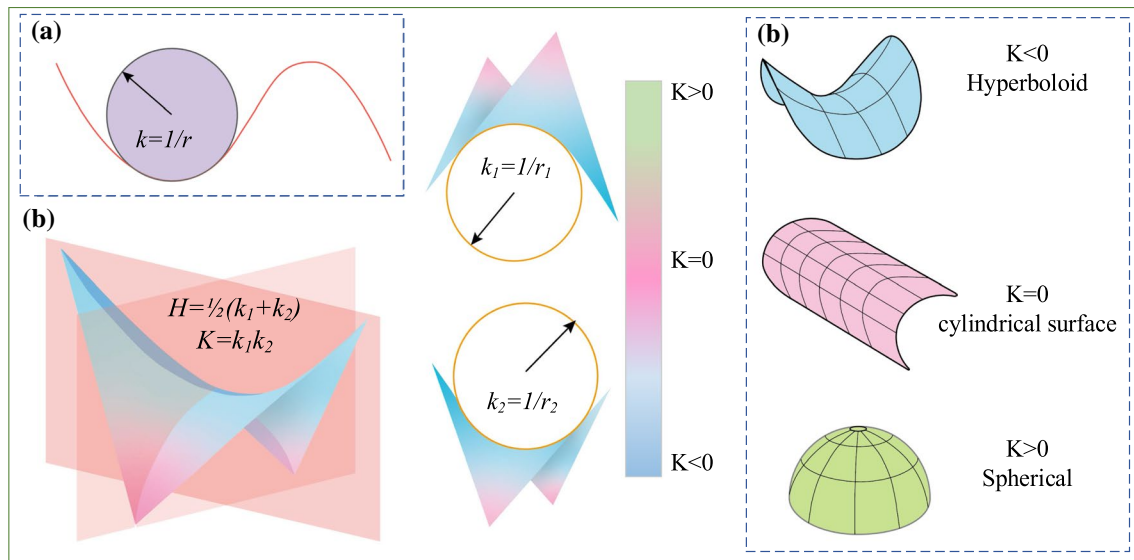 (a)
k=1/r
(b)
H=½(k₁+k₂)
K=k₁k₂
k₁=1/r₁
k₂=1/r₂
K>0
K=0
K<0
(b)
K<0
Hyperboloid
K=0
cylindrical surface
K>0
Spherical